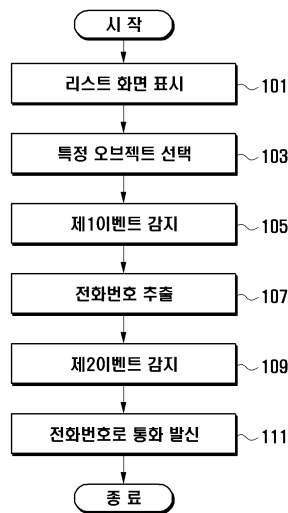 시 작
리스트 화면 표시 101
특정 오브젝트 선택 103
제1이벤트 감지 105
전화번호 추출 107
제2이벤트 감지 109
전화번호로 통화 발신 111
종 료